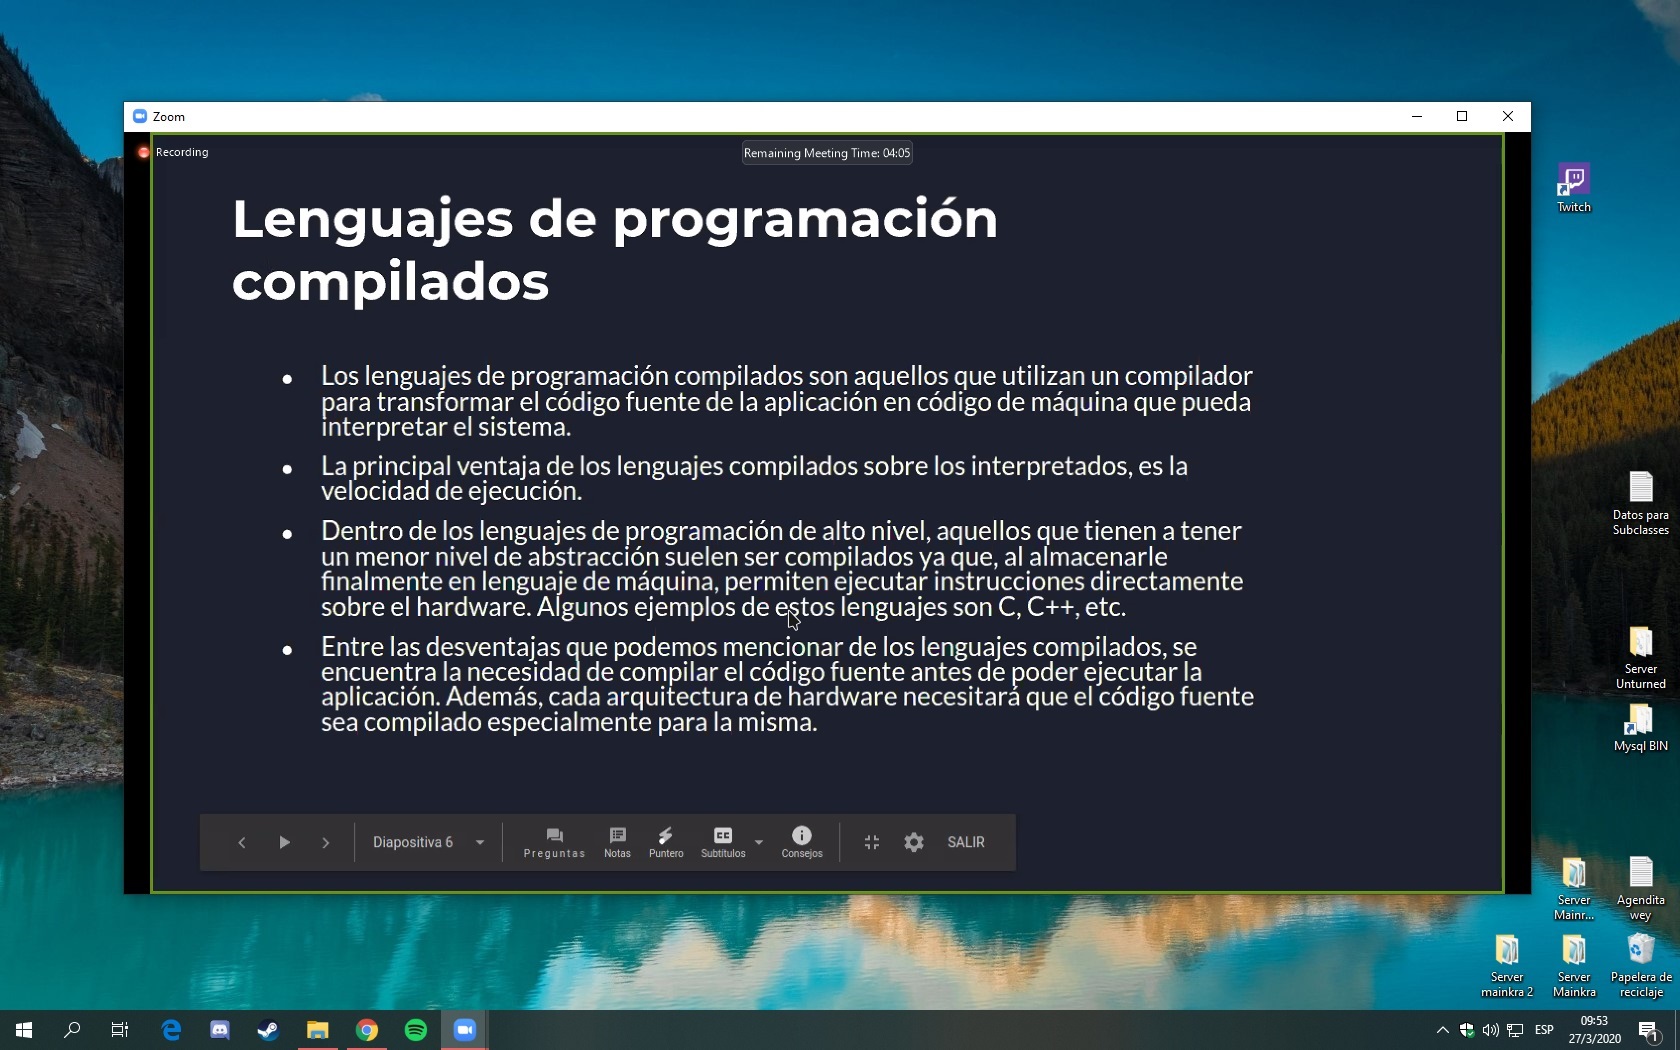 Zoom
Recording
Remaining Meeting Time: 04:05
Lenguajes de programación
compilados
Los lenguajes de programación compilados son aquellos que utilizan un compilador
para transformar el código fuente de la aplicación en código de máquina que pueda
interpretar el sistema.
La principal ventaja de los lenguajes compilados sobre los interpretados, es la
velocidad de ejecución.
Dentro de los lenguajes de programación de alto nivel, aquellos que tienen a tener
un menor nivel de abstracción suelen ser compilados ya que, al almacenarle
finalmente en lenguaje de máquina, permiten ejecutar instrucciones directamente
sobre el hardware. Algunos ejemplos de estos lenguajes son C, C++, etc.
Entre las desventajas que podemos mencionar de los lenguajes compilados, se
encuentra la necesidad de compilar el código fuente antes de poder ejecutar la
aplicación. Además, cada arquitectura de hardware necesitará que el código fuente
sea compilado especialmente para la misma.
Diapositiva 6
Preguntas
Notas
Puntero
CC
Subtítulos
Consejos
SALIR
Twitch
Datos para
Subclasses
Server
Unturned
Mysql BIN
Server
Mainr...
Agendita
wey
Server
mainkra 2
Server
Mainkra
Papelera de
reciclaje
ESP
09:53
27/3/2020
1